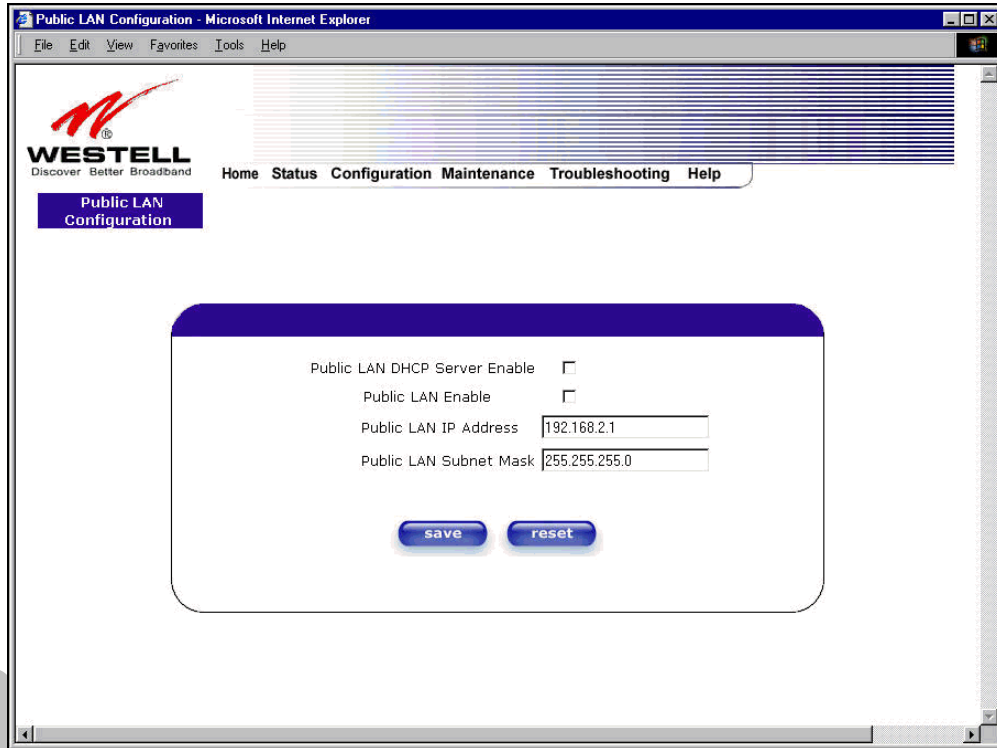 Public LAN Configuration - Microsoft Internet Explorer
File Edit View Favorites Tools Help
WESTELL ®
Discover Better Broadband
Home Status Configuration Maintenance Troubleshooting Help
Public LAN
Configuration
Public LAN DHCP Server Enable
Public LAN Enable
Public LAN IP Address 192.168.2.1
Public LAN Subnet Mask 255.255.255.0
save reset